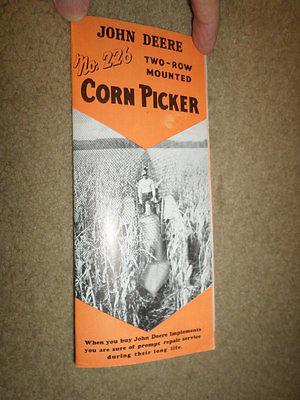 JOHN DEERE
No. 226
TWO-ROW
MOUNTED
CORN PICKER
When you buy John Deere Implements
you are sure of prompt repair service
during their long life.